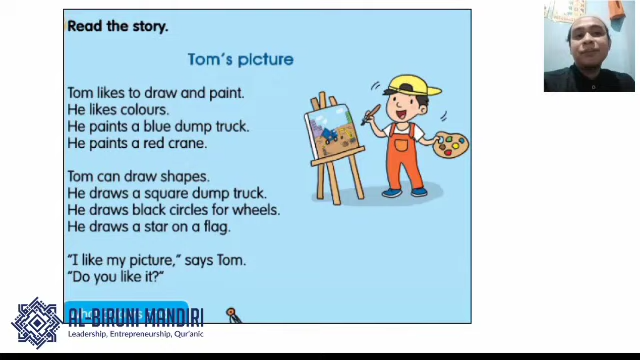 Read the story.
Tom's picture
Tom likes to draw and paint.
He likes colours.
He paints a blue dump truck.
He paints a red crane.
Tom can draw shapes.
He draws a square dump truck.
He draws black circles for wheels.
He draws a star on a flag.
"I like my picture," says Tom.
"Do you like it?"
AL-BIRUNI MANDIRI
Leadership, Entrepreneurship, Qur'anic